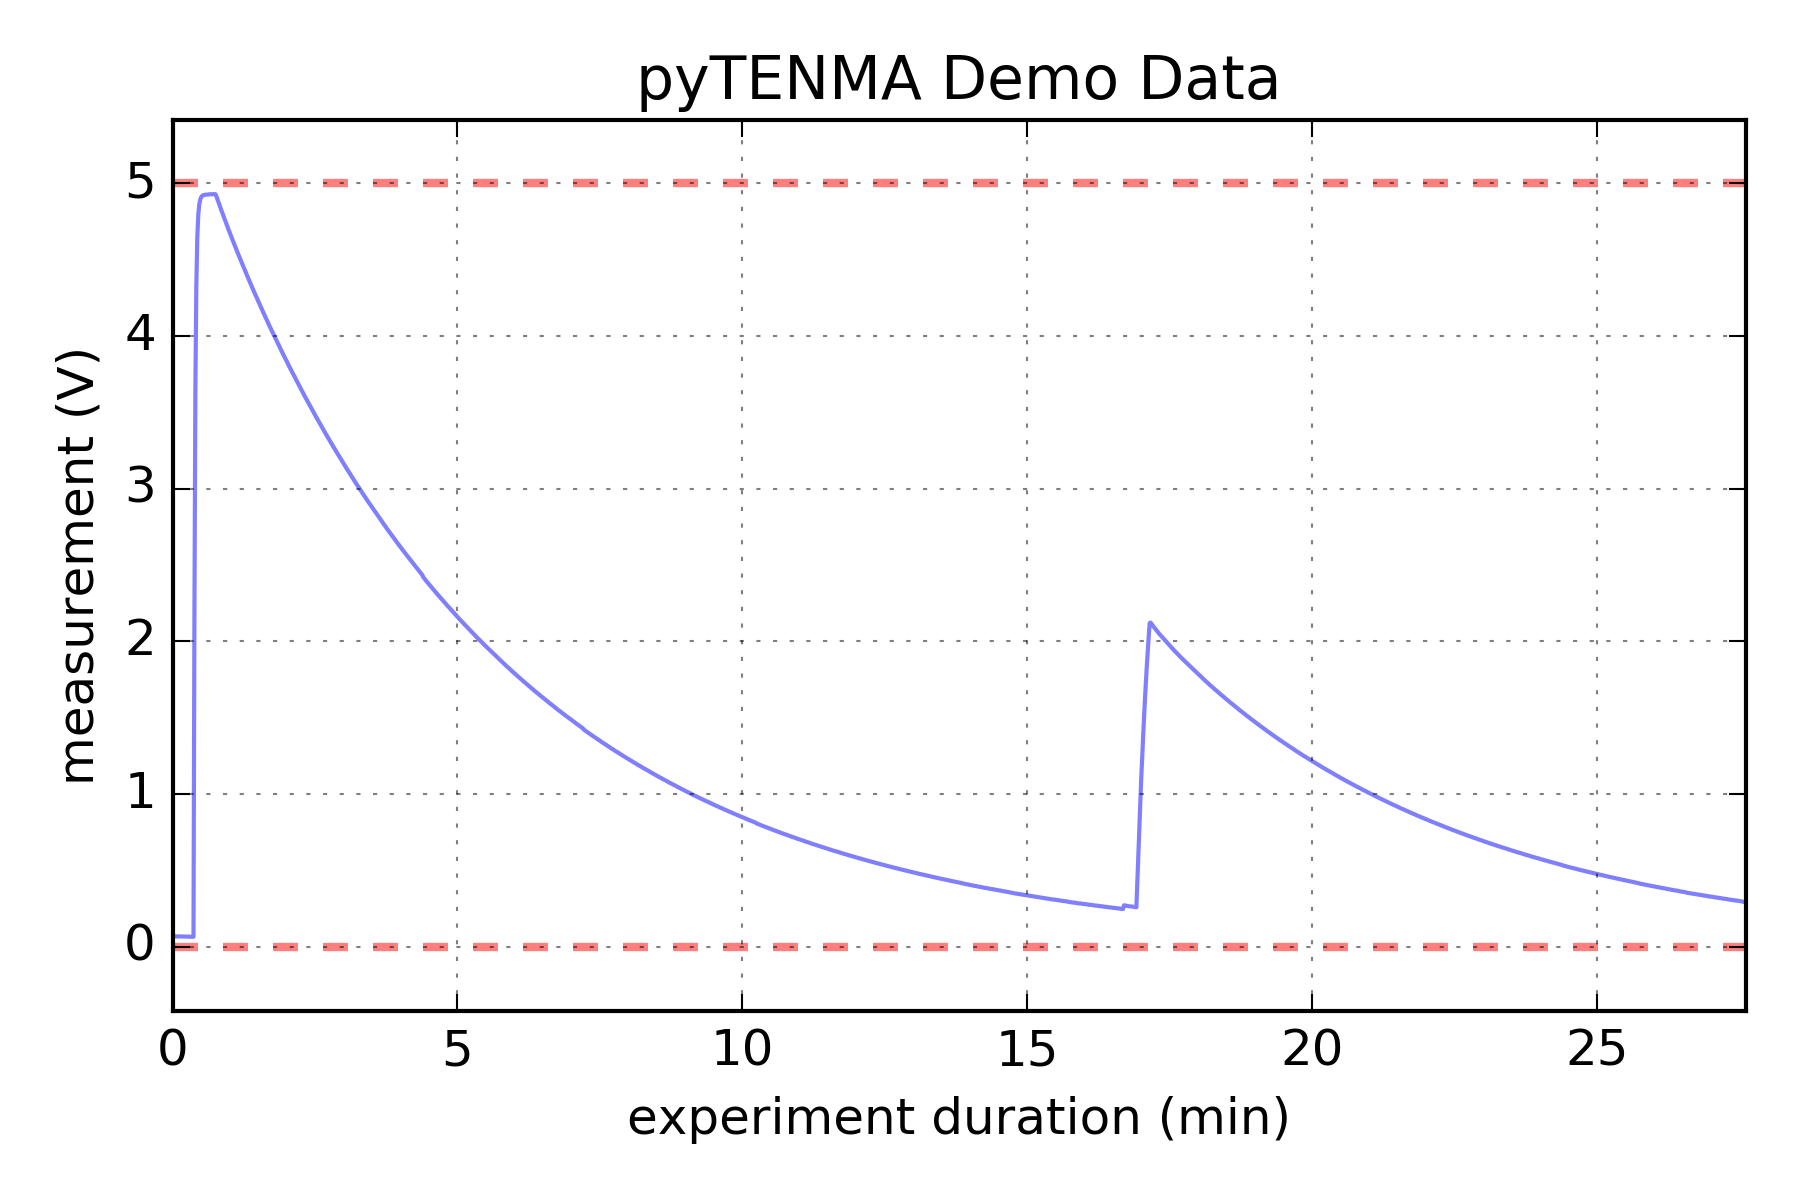 pyTENMA Demo Data
measurement (V)
5
4
3
2
1
0
0 5 10 15 20 25
experiment duration (min)